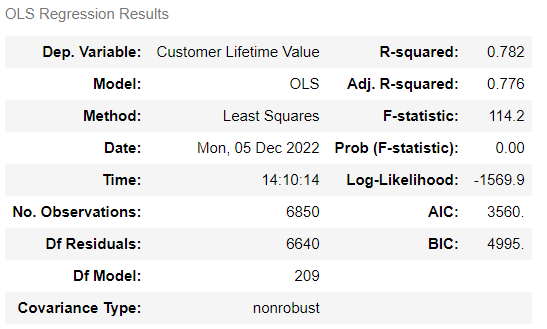 OLS Regression Results
Dep. Variable: Customer Lifetime Value R-squared: 0.782
Model: OLS Adj. R-squared: 0.776
Method: Least Squares F-statistic: 114.2
Date: Mon, 05 Dec 2022 Prob (F-statistic): 0.00
Time: 14:10:14 Log-Likelihood: -1569.9
No. Observations: 6850 AIC: 3560.
Df Residuals: 6640 BIC: 4995.
Df Model: 209
Covariance Type: nonrobust